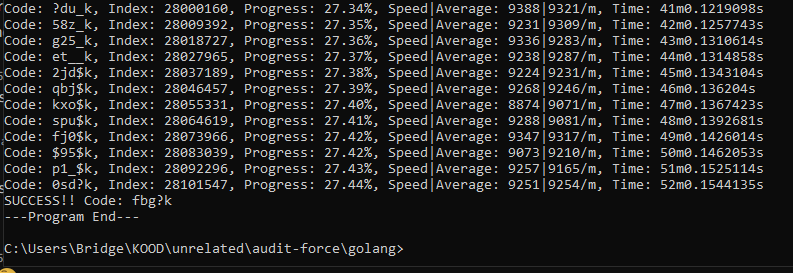 Code: ?du_k, Index: 28000160, Progress: 27.34%, Speed|Average: 9388|9321/m, Time: 41m0.1219098s
Code: 58z_k, Index: 28009392, Progress: 27.35%, Speed|Average: 9231|9309/m, Time: 42m0.1257743s
Code: g25_k, Index: 28018727, Progress: 27.36%, Speed|Average: 9336|9283/m, Time: 43m0.1310614s
Code: et__k, Index: 28027965, Progress: 27.37%, Speed|Average: 9238|9287/m, Time: 44m0.1314858s
Code: 2jd$k, Index: 28037189, Progress: 27.38%, Speed|Average: 9224|9231/m, Time: 45m0.1343104s
Code: qbj$k, Index: 28046457, Progress: 27.39%, Speed|Average: 9268|9246/m, Time: 46m0.136204s
Code: kxo$k, Index: 28055331, Progress: 27.40%, Speed|Average: 8874|9071/m, Time: 47m0.1367423s
Code: spu$k, Index: 28064619, Progress: 27.41%, Speed|Average: 9288|9081/m, Time: 48m0.1392681s
Code: fj0$k, Index: 28073966, Progress: 27.42%, Speed|Average: 9347|9317/m, Time: 49m0.1426014s
Code: $95$k, Index: 28083039, Progress: 27.42%, Speed|Average: 9073|9210/m, Time: 50m0.1462053s
Code: p1_$k, Index: 28092296, Progress: 27.43%, Speed|Average: 9257|9165/m, Time: 51m0.1525114s
Code: 0sd?k, Index: 28101547, Progress: 27.44%, Speed|Average: 9251|9254/m, Time: 52m0.1544135s
SUCCESS!! Code: fbg?k
---Program End---
C:\Users\Bridge\KOOD\unrelated\audit-force\golang>